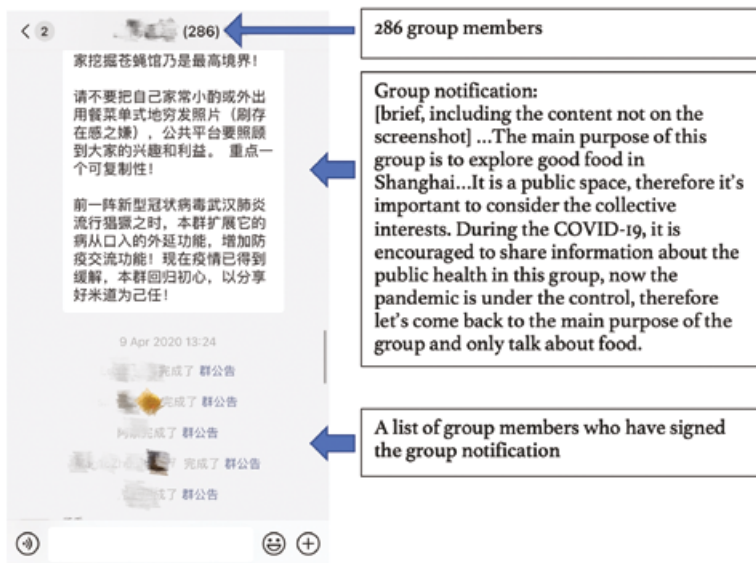 2
(286)
家挖掘苍蝇馆乃是最高境界！
请不要把自己家常小酌或外出
用餐菜单式地穷发照片（刷存
在感之嫌），公共平台要照顾
到大家的兴趣和利益。 重点一
个可复制性！
前一阵新型冠状病毒武汉肺炎
流行猖獗之时，本群扩展它的
病从口入的外延功能，增加防
疫交流功能！现在疫情已得到
缓解，本群回归初心，以分享
好米道为己任！
9 Apr 2020 13:24
完成了 群公告
完成了 群公告
完成了 群公告
完成了 群公告
完成了 群公告
286 group members
Group notification:
[brief, including the content not on the
screenshot] ...The main purpose of this
group is to explore good food in
Shanghai...It is a public space, therefore it's
important to consider the collective
interests. During the COVID-19, it is
encouraged to share information about the
public health in this group, now the
pandemic is under the control, therefore
let's come back to the main purpose of the
group and only talk about food.
A list of group members who have signed
the group notification